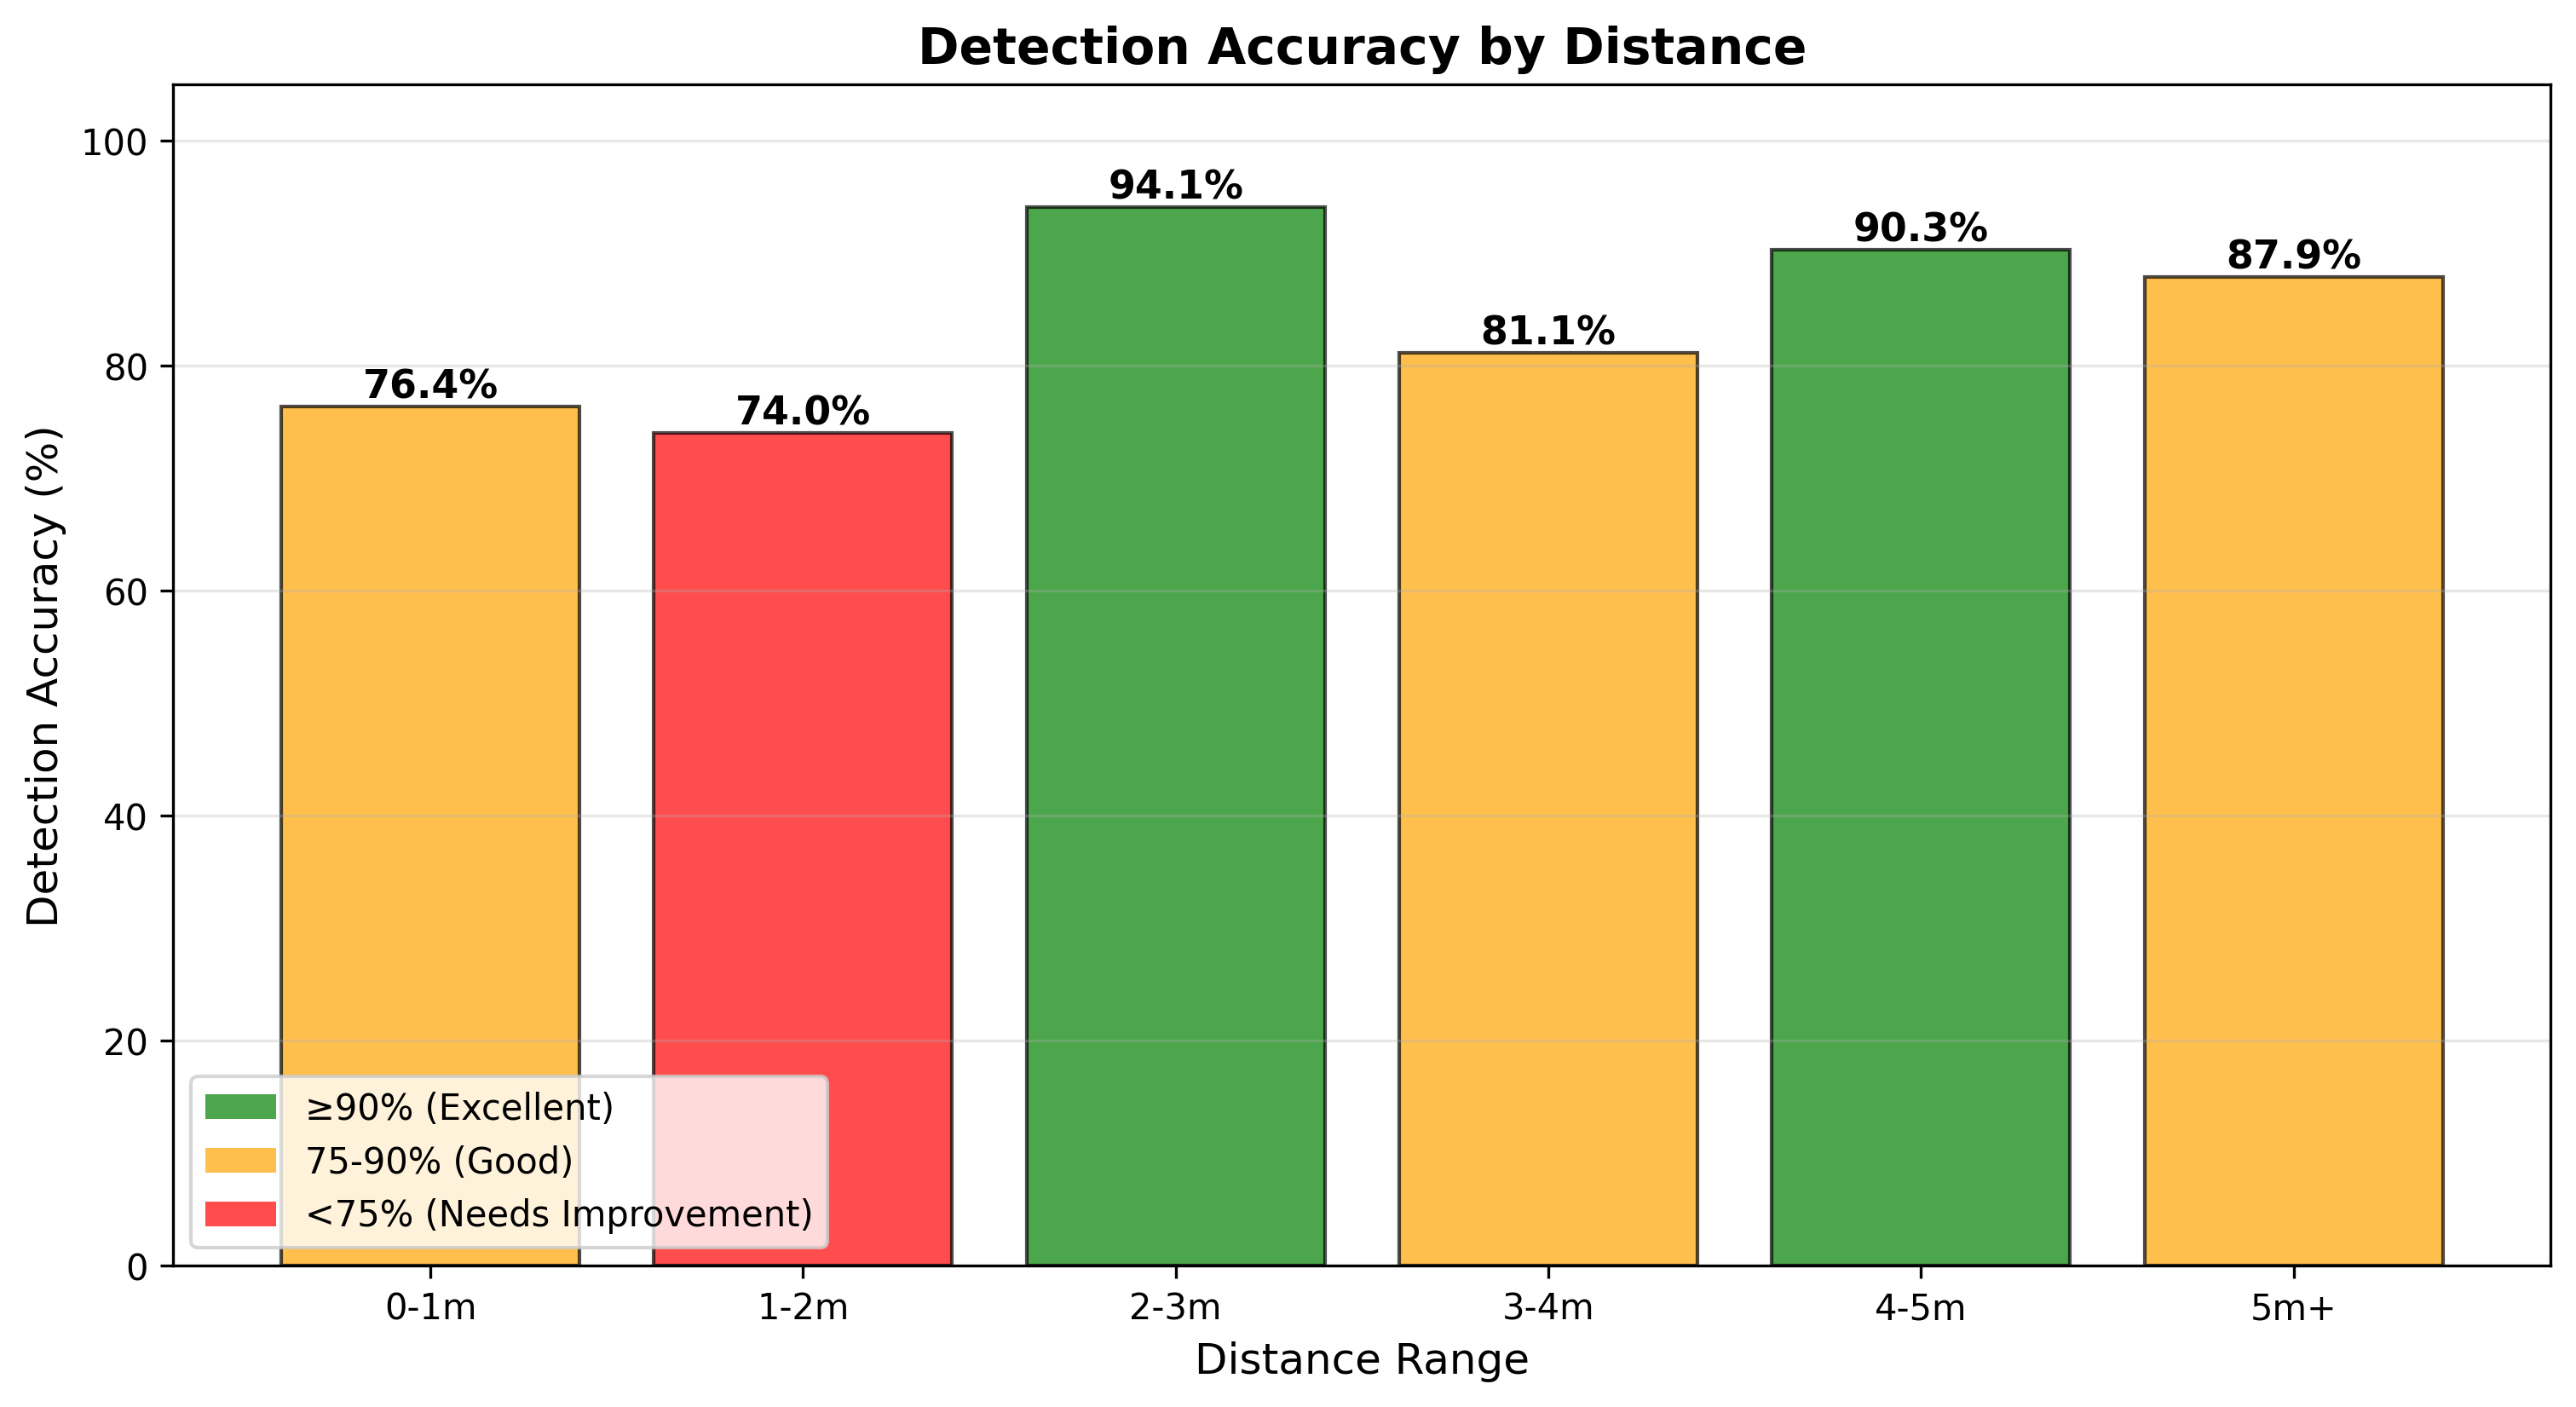 Detection Accuracy by Distance
Detection Accuracy (%)
100
80
60
40
20
0
76.4%
74.0%
94.1%
81.1%
90.3%
87.9%
≥90% (Excellent)
75-90% (Good)
<75% (Needs Improvement)
0-1m
1-2m
2-3m
3-4m
4-5m
5m+
Distance Range